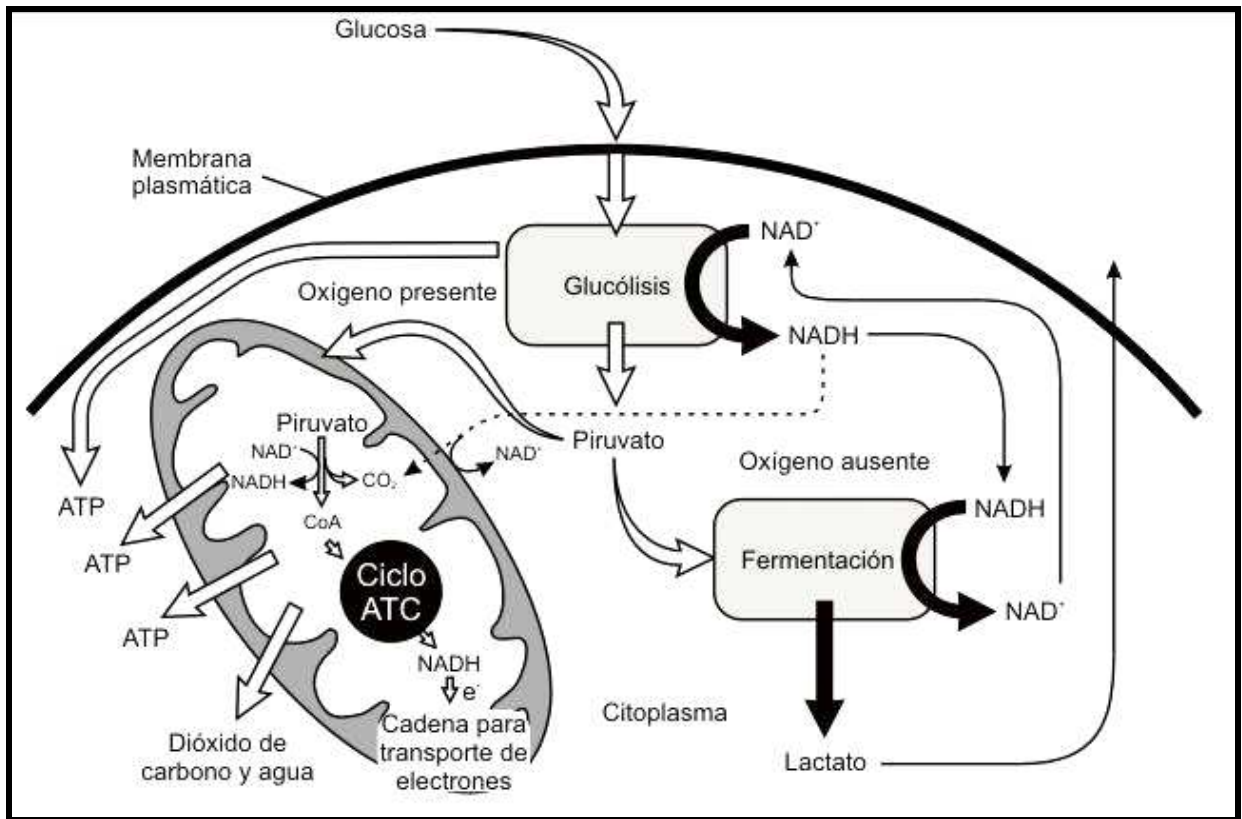 Glucosa
Membrana
plasmática
NAD⁺
Oxígeno presente
Glucólisis
NADH
Piruvato
Piruvato
NAD⁺
NAD⁺
Oxígeno ausente
NADH
CO₂
NADH
ATP
CoA
ATP
Fermentación
Ciclo
ATC
NAD⁺
ATP
NADH
e⁻
Citoplasma
Cadena para
transporte de
electrones
Dióxido de
carbono y agua
Lactato